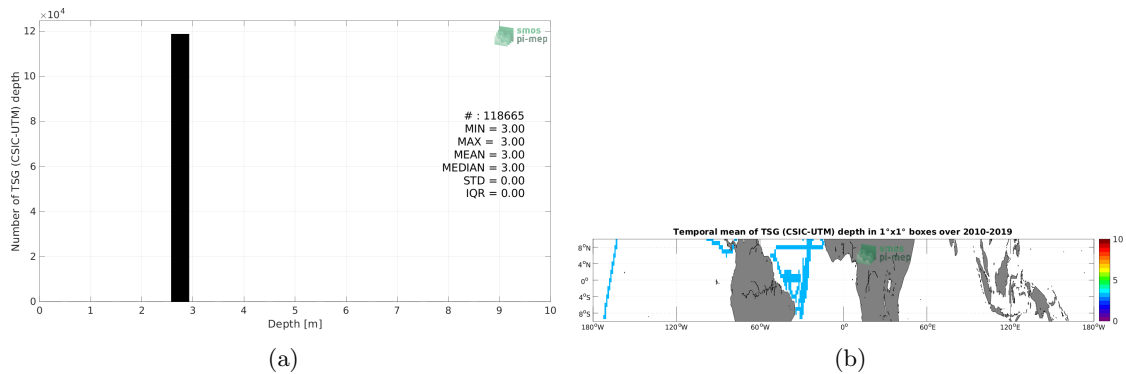 ×10⁴
12
10
8
6
4
2
0
Number of TSG (CSIC-UTM) depth
smos
pi-mep
# : 118665
MIN = 3.00
MAX = 3.00
MEAN = 3.00
MEDIAN = 3.00
STD = 0.00
IQR = 0.00
0 1 2 3 4 5 6 7 8 9 10
Depth [m]
(a)
Temporal mean of TSG (CSIC-UTM) depth in 1°x1° boxes over 2010-2019
smos
pi-mep
8°N
4°N
0°
4°S
8°S
180°W 120°W 60°W 0° 60°E 120°E 180°W
10
5
0
(b)